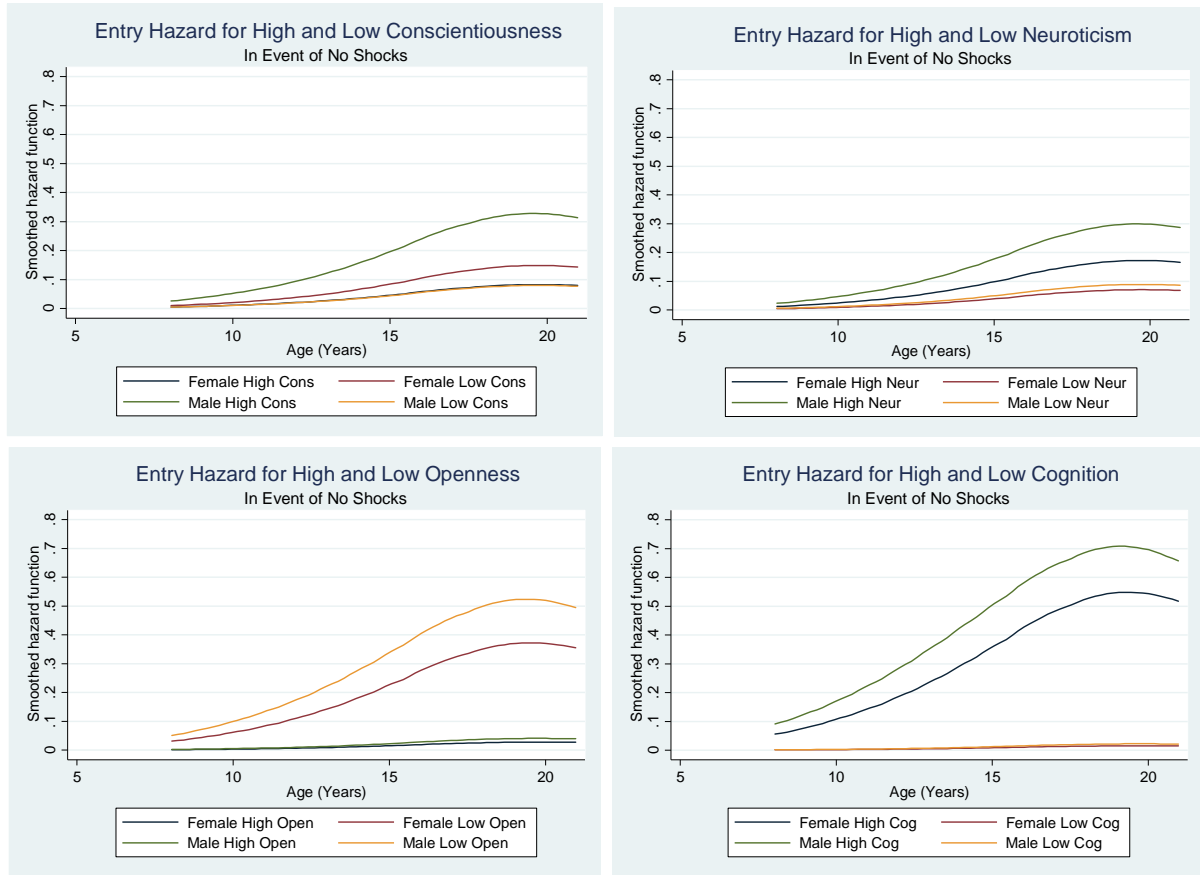 Entry Hazard for High and Low Conscientiousness
In Event of No Shocks
Smoothed hazard function
.8
.7
.6
.5
.4
.3
.2
.1
0
5 10 15 20
Age (Years)
Female High Cons Female Low Cons
Male High Cons Male Low Cons
Entry Hazard for High and Low Neuroticism
In Event of No Shocks
Smoothed hazard function
.8
.7
.6
.5
.4
.3
.2
.1
0
5 10 15 20
Age (Years)
Female High Neur Female Low Neur
Male High Neur Male Low Neur
Entry Hazard for High and Low Openness
In Event of No Shocks
Smoothed hazard function
.8
.7
.6
.5
.4
.3
.2
.1
0
5 10 15 20
Age (Years)
Female High Open Female Low Open
Male High Open Male Low Open
Entry Hazard for High and Low Cognition
In Event of No Shocks
Smoothed hazard function
.8
.7
.6
.5
.4
.3
.2
.1
0
5 10 15 20
Age (Years)
Female High Cog Female Low Cog
Male High Cog Male Low Cog